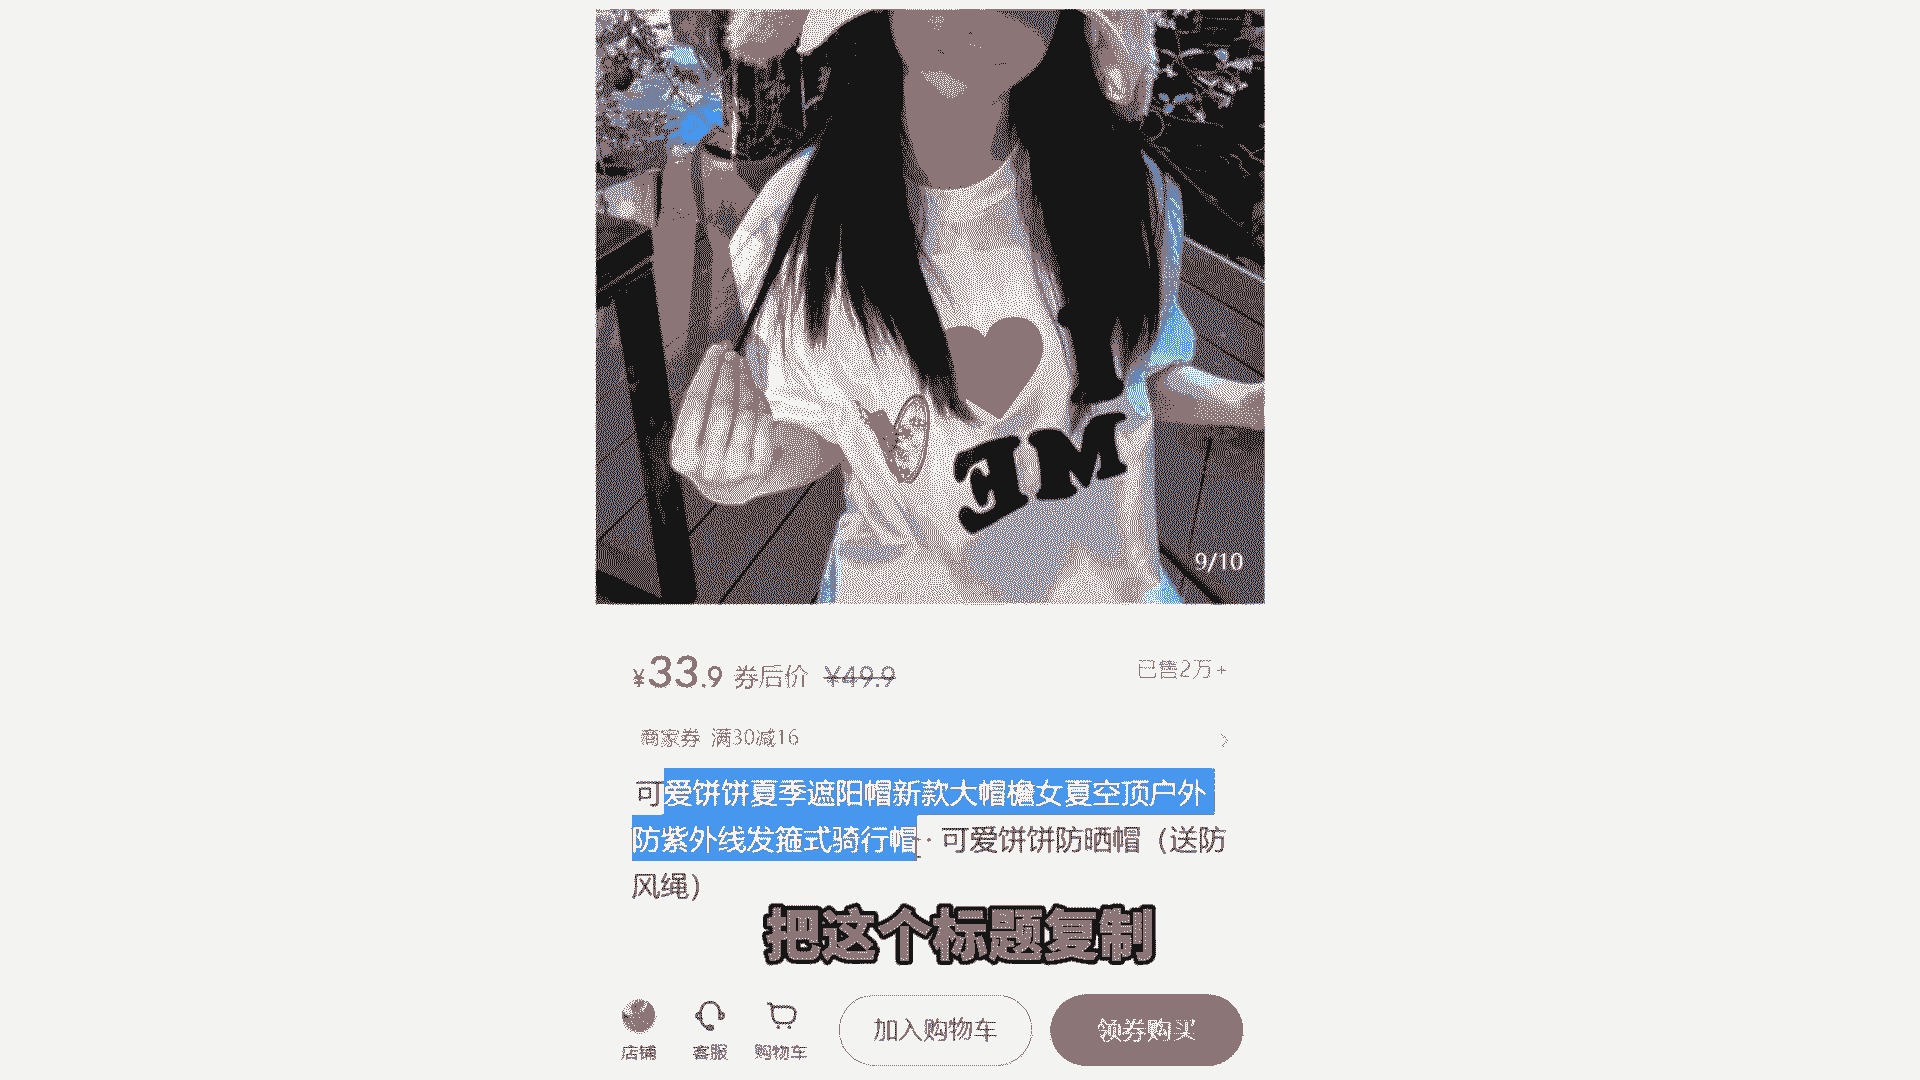 I
ME
9/10
¥33.9 券后价 ¥49.9
已售2万+
商家券 满30减16
可爱饼饼夏季遮阳帽新款大帽檐女夏空顶户外
防紫外线发箍式骑行帽·· 可爱饼饼防晒帽（送防
风绳）
把这个标题复制
店铺
客服
购物车
加入购物车
领券购买